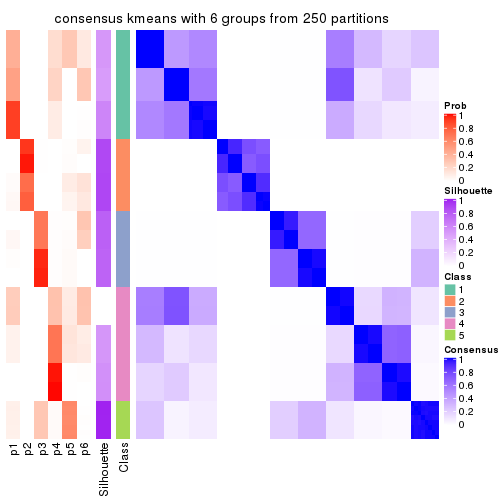 consensus kmeans with 6 groups from 250 partitions
Prob
1
0.8
0.6
0.4
0.2
0
Silhouette
1
0.8
0.6
0.4
0.2
0
Class
1
2
3
4
5
Consensus
1
0.8
0.6
0.4
0.2
0
p1
p2
p3
p4
p5
p6
Silhouette
Class